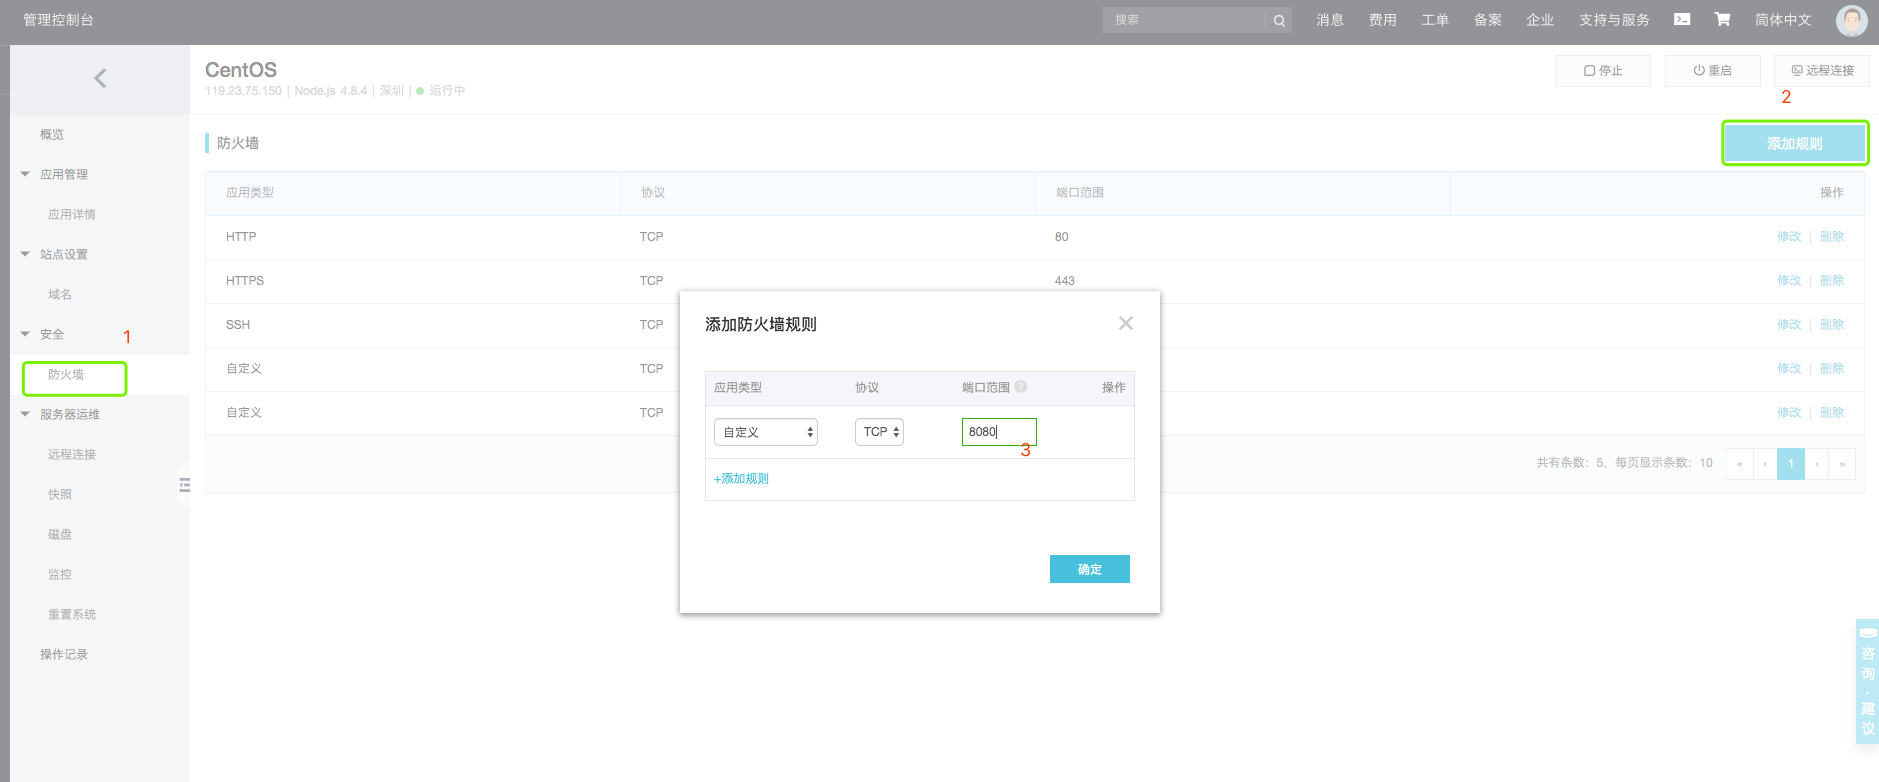 管理控制台 搜索 消息 费用 工单 备案 企业 支持与服务 简体中文
CentOS
119.23.75.150 | Node.js 4.8.4 | 深圳 | 运行中
停止 重启 远程连接
2
概览
应用管理
应用详情
站点设置
域名
安全 1
防火墙
服务器运维
远程连接
快照
磁盘
监控
重置系统
操作记录
防火墙 添加规则
应用类型 协议 端口范围 操作
HTTP TCP 80 修改 | 删除
HTTPS TCP 443 修改 | 删除
SSH TCP 修改 | 删除
自定义 TCP 修改 | 删除
自定义 TCP 修改 | 删除
共有条数：5，每页显示条数：10 « ‹ 1 › »
添加防火墙规则 ×
应用类型 协议 端口范围 ? 操作
自定义 TCP 8080
3
+添加规则
确定
咨询·建议